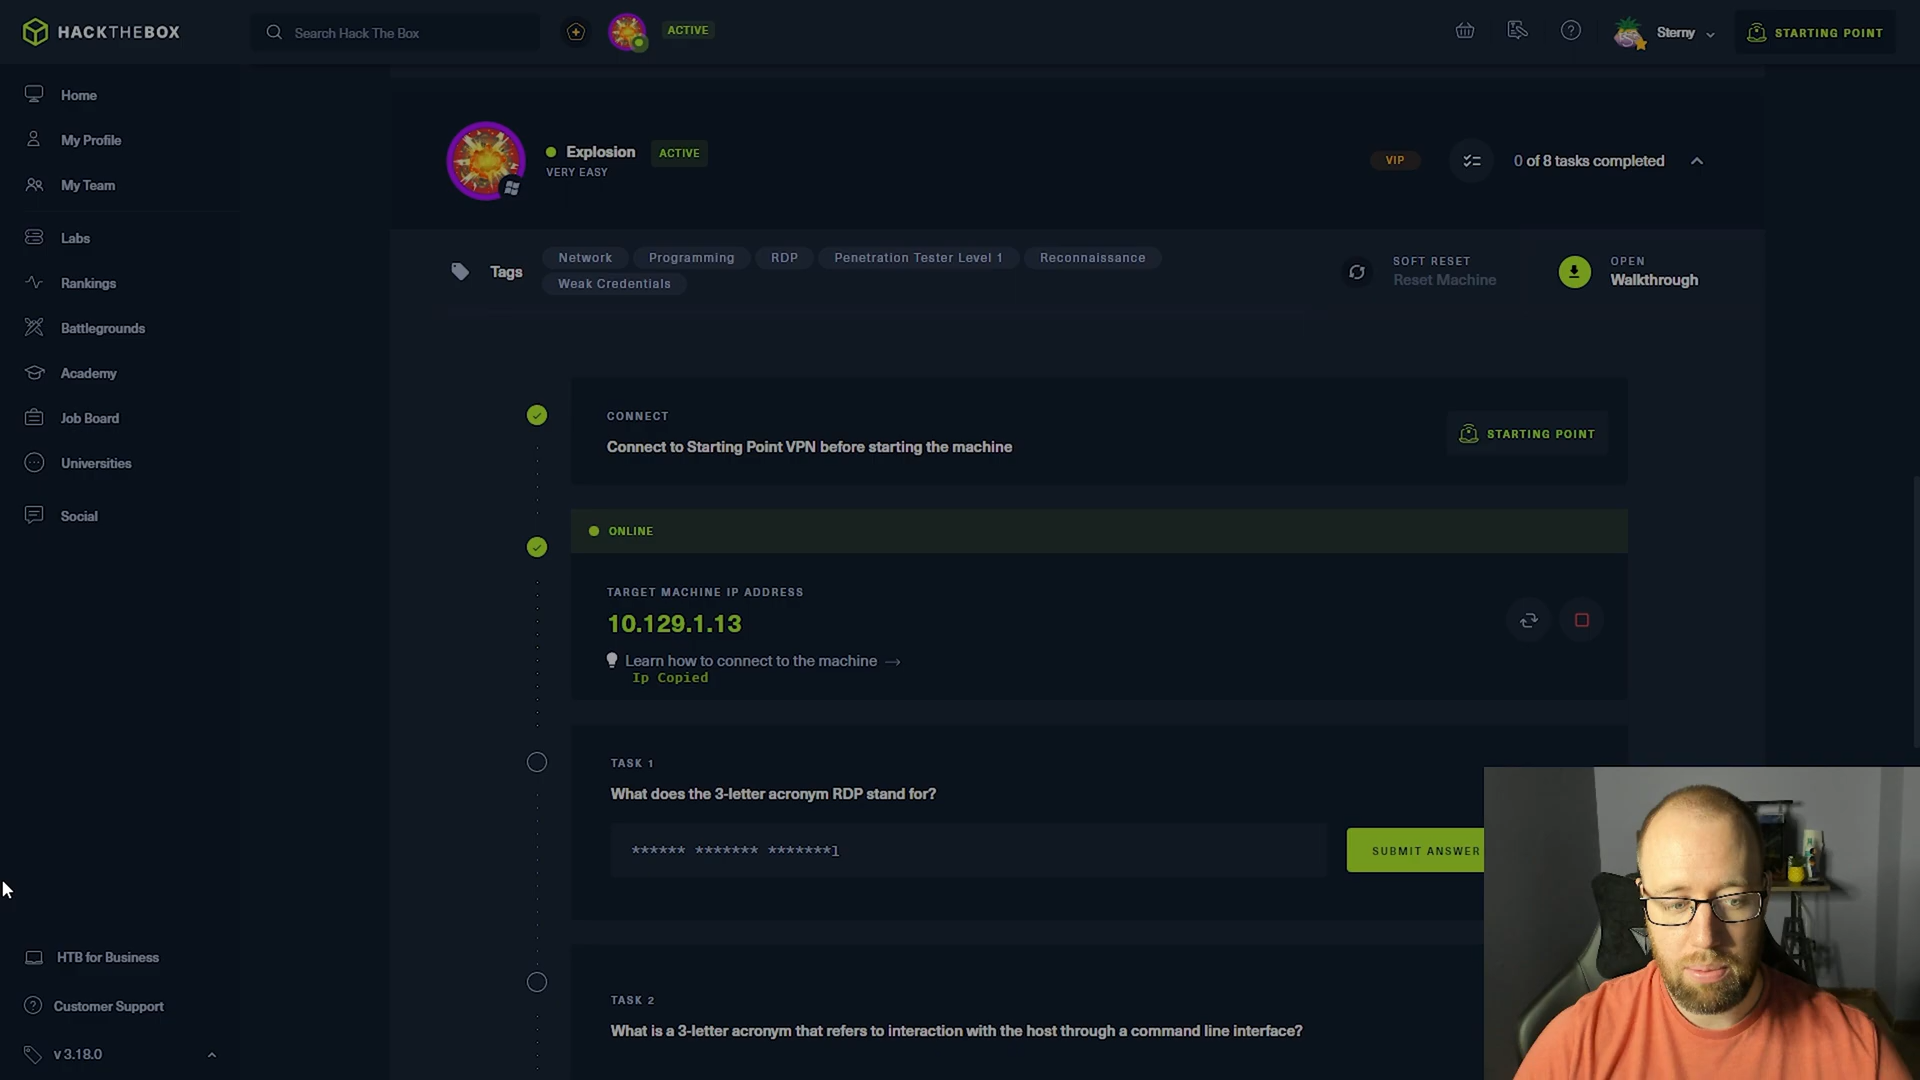 HACKTHEBOX
Search Hack The Box
ACTIVE
Sterny
STARTING POINT
Home
My Profile
My Team
Labs
Rankings
Battlegrounds
Academy
Job Board
Universities
Social
HTB for Business
Customer Support
v 3.18.0
Explosion
ACTIVE
VERY EASY
VIP
0 of 8 tasks completed
Tags
Network
Programming
RDP
Penetration Tester Level 1
Reconnaissance
Weak Credentials
SOFT RESET
Reset Machine
OPEN
Walkthrough
CONNECT
Connect to Starting Point VPN before starting the machine
STARTING POINT
ONLINE
TARGET MACHINE IP ADDRESS
10.129.1.13
Learn how to connect to the machine →
Ip Copied
TASK 1
What does the 3-letter acronym RDP stand for?
****** ******* *******l
SUBMIT ANSWER
TASK 2
What is a 3-letter acronym that refers to interaction with the host through a command line interface?